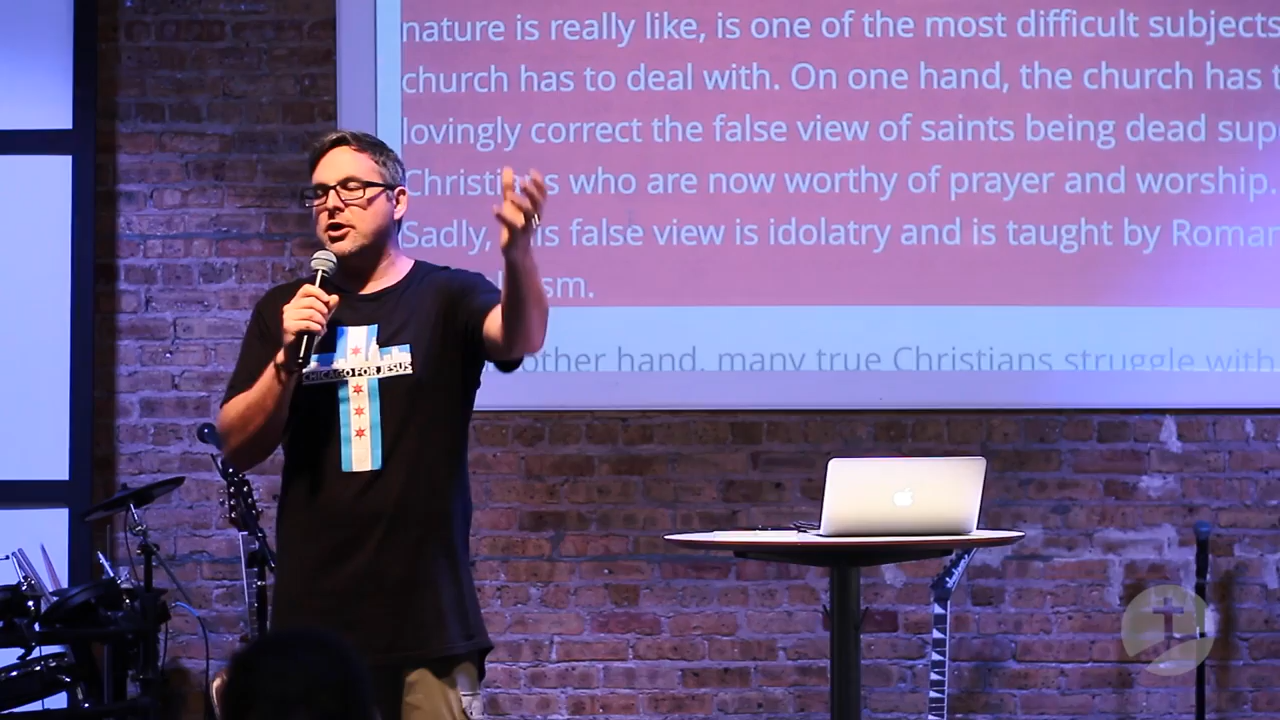 nature is really like, is one of the most difficult subjects
church has to deal with. On one hand, the church has
lovingly correct the false view of saints being dead
who are now worthy of prayer and worship.
Sadly, false view is idolatry and is taught by Roman
other hand, many true Christians struggle with
CHICAGO FOR JESUS